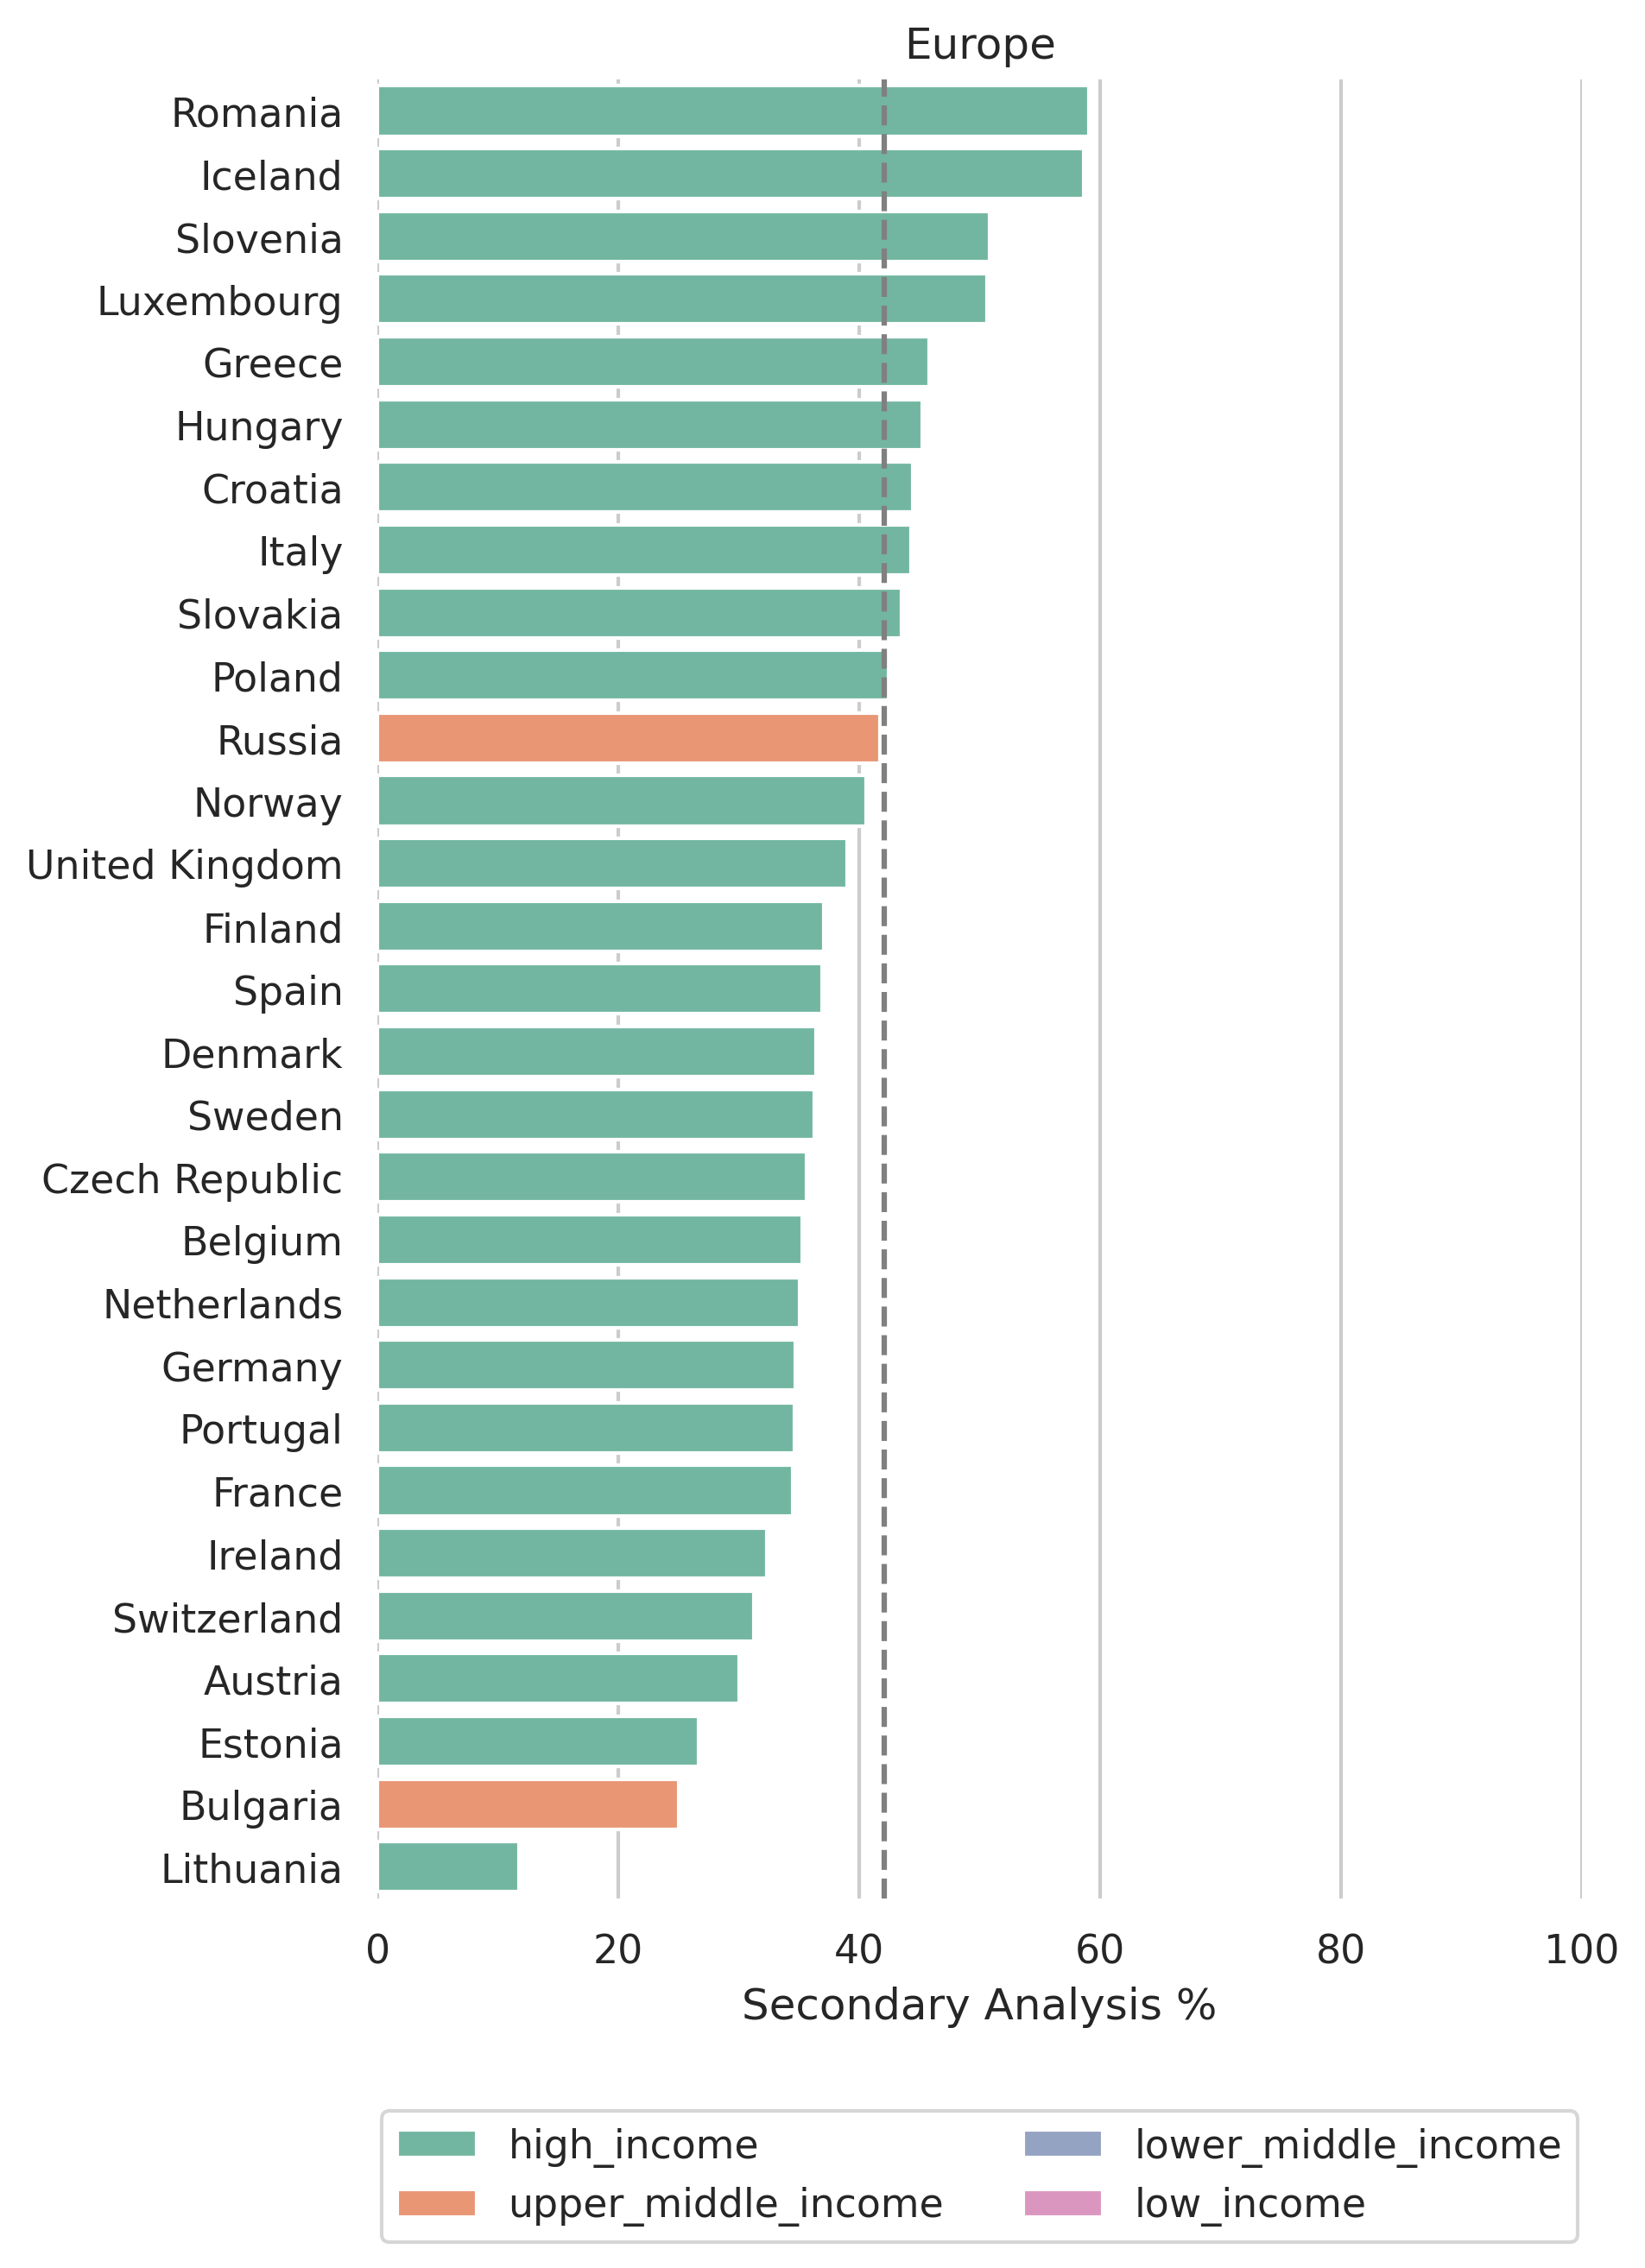 Europe
Romania
Iceland
Slovenia
Luxembourg
Greece
Hungary
Croatia
Italy
Slovakia
Poland
Russia
Norway
United Kingdom
Finland
Spain
Denmark
Sweden
Czech Republic
Belgium
Netherlands
Germany
Portugal
France
Ireland
Switzerland
Austria
Estonia
Bulgaria
Lithuania
0 20 40 60 80 100
Secondary Analysis %
high_income lower_middle_income
upper_middle_income low_income